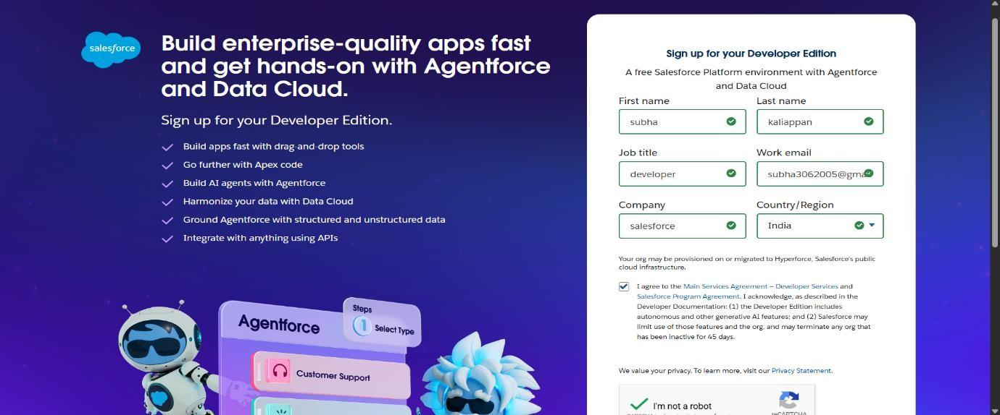 salesforce
Build enterprise-quality apps fast
and get hands-on with Agentforce
and Data Cloud.
Sign up for your Developer Edition.
Build apps fast with drag-and-drop tools
Go further with Apex code
Build AI agents with Agentforce
Harmonize your data with Data Cloud
Ground Agentforce with structured and unstructured data
Integrate with anything using APIs
Agentforce
Steps
1 Select Type
Customer Support
Sign up for your Developer Edition
A free Salesforce Platform environment with Agentforce
and Data Cloud
First name Last name
subha kaliappan
Job title Work email
developer subha3062005@gma
Company Country/Region
salesforce India
Your org may be provisioned on or migrated to Hyperforce, Salesforce's public
cloud infrastructure.
I agree to the Main Services Agreement – Developer Services and
Salesforce Program Agreement. I acknowledge, as described in the
Developer Documentation: (1) the Developer Edition includes
autonomous and other generative AI features; and (2) Salesforce may
limit use of those features and the org, and may terminate any org that
has been inactive for 45 days.
We value your privacy. To learn more, visit our Privacy Statement.
I'm not a robot
reCAPTCHA